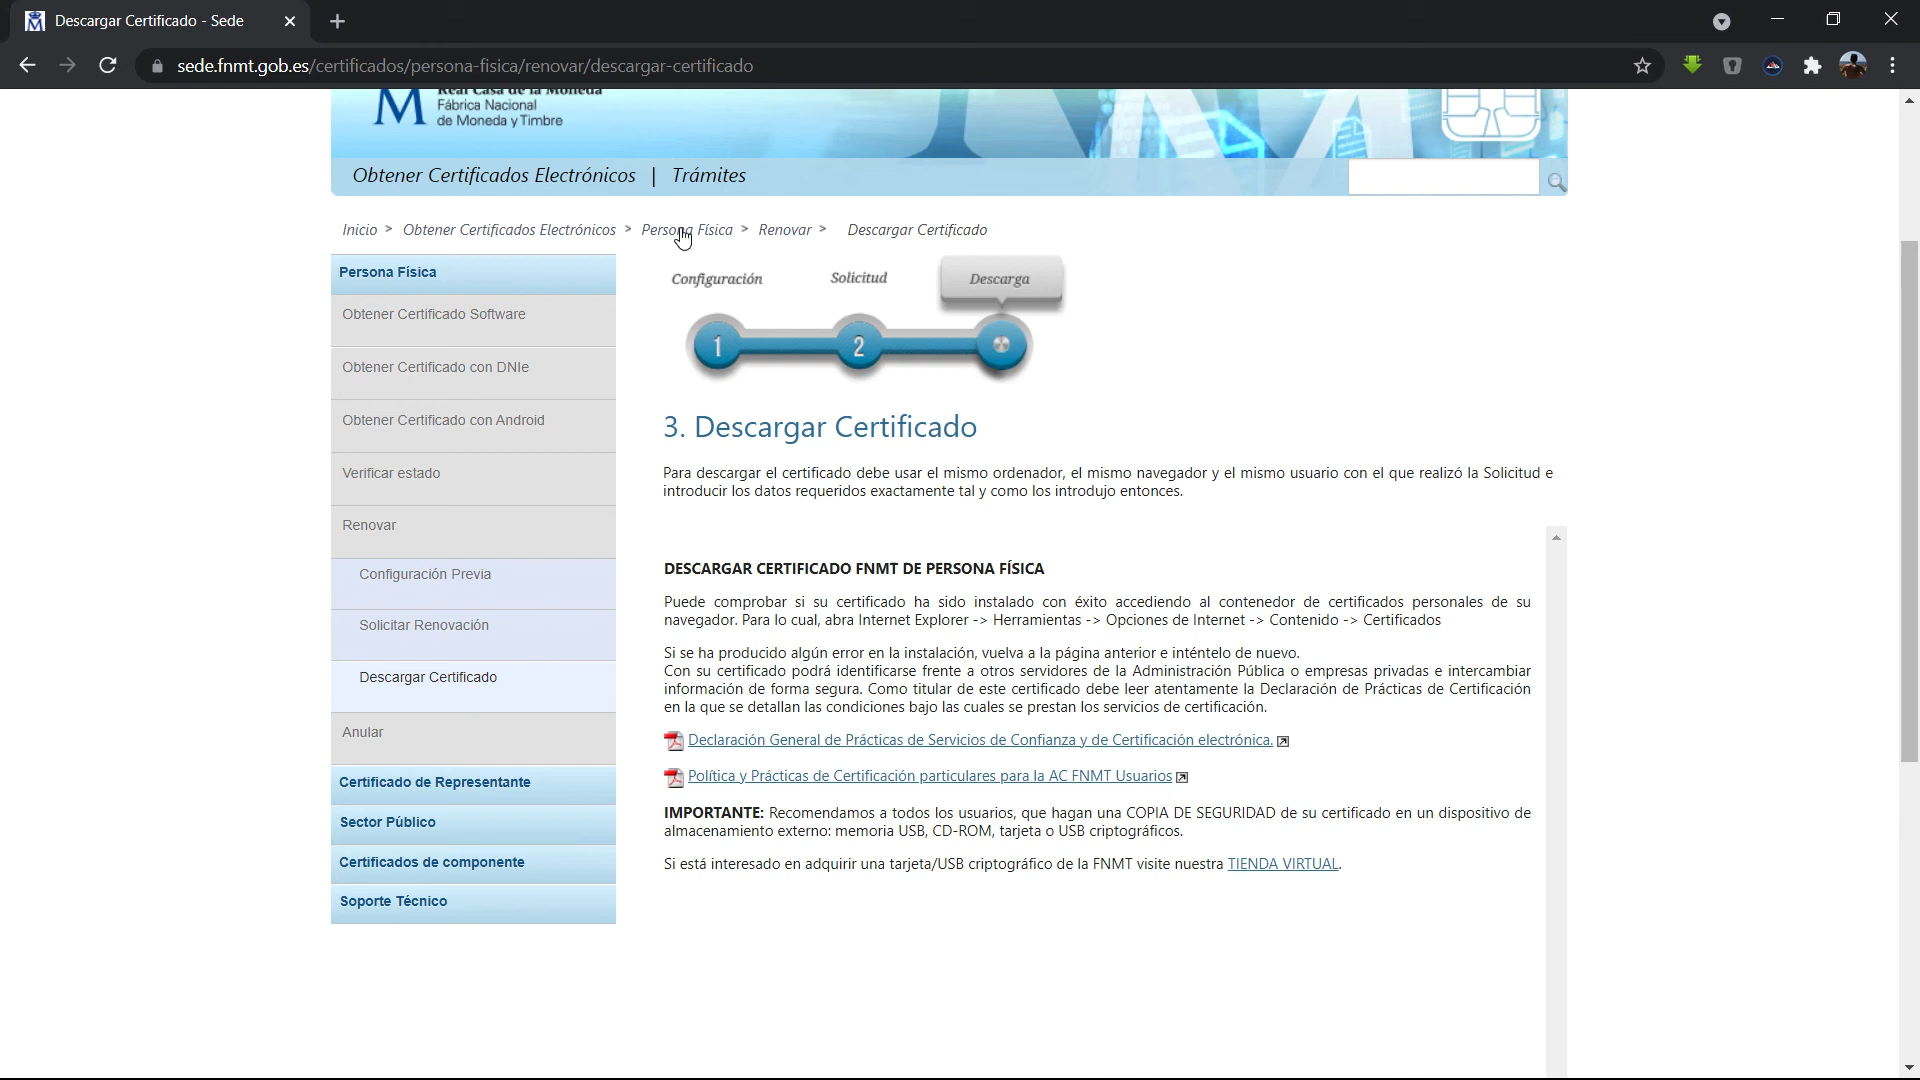 Descargar Certificado - Sede
sede.fnmt.gob.es/certificados/persona-fisica/renovar/descargar-certificado
Real Casa de la Moneda
Fábrica Nacional
de Moneda y Timbre
Obtener Certificados Electrónicos | Trámites
Inicio > Obtener Certificados Electrónicos > Persona Física > Renovar > Descargar Certificado
Persona Física
Obtener Certificado Software
Obtener Certificado con DNIe
Obtener Certificado con Android
Verificar estado
Renovar
Configuración Previa
Solicitar Renovación
Descargar Certificado
Anular
Certificado de Representante
Sector Público
Certificados de componente
Soporte Técnico
Configuración Solicitud Descarga
1 2
3. Descargar Certificado
Para descargar el certificado debe usar el mismo ordenador, el mismo navegador y el mismo usuario con el que realizó la Solicitud e
introducir los datos requeridos exactamente tal y como los introdujo entonces.
DESCARGAR CERTIFICADO FNMT DE PERSONA FÍSICA
Puede comprobar si su certificado ha sido instalado con éxito accediendo al contenedor de certificados personales de su
navegador. Para lo cual, abra Internet Explorer -> Herramientas -> Opciones de Internet -> Contenido -> Certificados
Si se ha producido algún error en la instalación, vuelva a la página anterior e inténtelo de nuevo.
Con su certificado podrá identificarse frente a otros servidores de la Administración Pública o empresas privadas e intercambiar
información de forma segura. Como titular de este certificado debe leer atentamente la Declaración de Prácticas de Certificación
en la que se detallan las condiciones bajo las cuales se prestan los servicios de certificación.
Declaración General de Prácticas de Servicios de Confianza y de Certificación electrónica.
Política y Prácticas de Certificación particulares para la AC FNMT Usuarios
IMPORTANTE: Recomendamos a todos los usuarios, que hagan una COPIA DE SEGURIDAD de su certificado en un dispositivo de
almacenamiento externo: memoria USB, CD-ROM, tarjeta o USB criptográficos.
Si está interesado en adquirir una tarjeta/USB criptográfico de la FNMT visite nuestra TIENDA VIRTUAL.